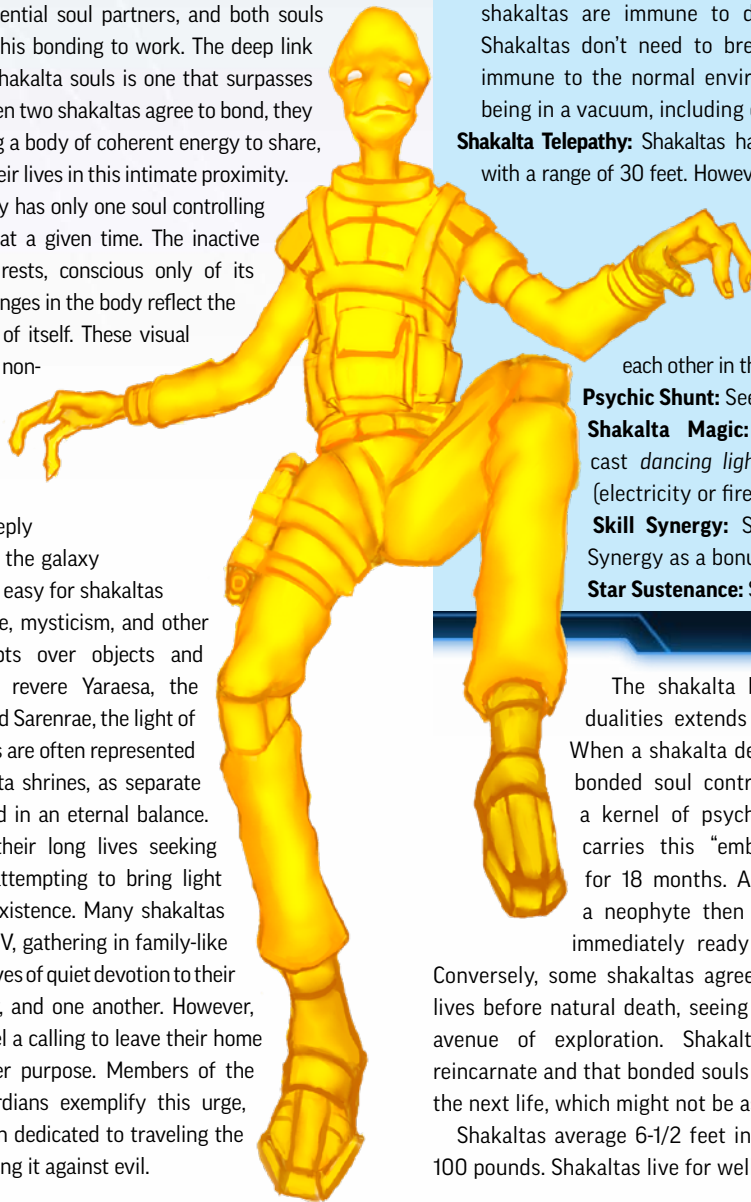 ential soul partners, and both souls
his bonding to work. The deep link
hakalta souls is one that surpasses
en two shakaltas agree to bond, they
g a body of coherent energy to share,
eir lives in this intimate proximity.
y has only one soul controlling
at a given time. The inactive
rests, conscious only of its
nges in the body reflect the
of itself. These visual
non-
eply
the galaxy
easy for shakaltas
e, mysticism, and other
pts over objects and
revere Yaraesa, the
d Sarenrae, the light of
s are often represented
ta shrines, as separate
d in an eternal balance.
their long lives seeking
attempting to bring light
xistence. Many shakaltas
V, gathering in family-like
ves of quiet devotion to their
, and one another. However,
el a calling to leave their home
er purpose. Members of the
rdians exemplify this urge,
n dedicated to traveling the
ng it against evil.
shakaltas are immune to d
Shakaltas don't need to bre
immune to the normal envir
being in a vacuum, including
Shakalta Telepathy: Shakaltas ha
with a range of 30 feet. Howev
each other in th
Psychic Shunt: See
Shakalta Magic:
cast dancing ligh
(electricity or fire
Skill Synergy: S
Synergy as a bonu
Star Sustenance: S
The shakalta l
dualities extends
When a shakalta de
bonded soul contr
a kernel of psych
carries this “emb
for 18 months. A
a neophyte then
immediately ready
Conversely, some shakaltas agree
lives before natural death, seeing
avenue of exploration. Shakalt
reincarnate and that bonded souls
the next life, which might not be a
Shakaltas average 6-1/2 feet in
100 pounds. Shakaltas live for wel